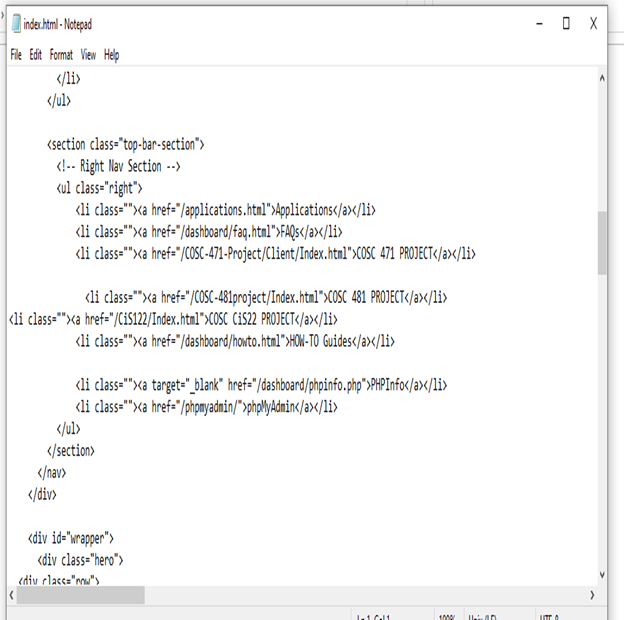 index.html - Notepad
File Edit Format View Help
</li>
</ul>
<section class="top-bar-section">
<!-- Right Nav Section -->
<ul class="right">
<li class=""><a href="/applications.html">Applications</a></li>
<li class=""><a href="/dashboard/faq.html">FAQs</a></li>
<li class=""><a href="/COSC-471-Project/Client/Index.html">COSC 471 PROJECT</a></li>
<li class=""><a href="/COSC-481project/Index.html">COSC 481 PROJECT</a></li>
<li class=""><a href="/CiS122/Index.html">COSC CiS22 PROJECT</a></li>
<li class=""><a href="/dashboard/howto.html">HOW-TO Guides</a></li>
<li class=""><a target="_blank" href="/dashboard/phpinfo.php">PHPInfo</a></li>
<li class=""><a href="/phpmyadmin/">phpMyAdmin</a></li>
</ul>
</section>
</nav>
</div>
<div id="wrapper">
<div class="hero">
<div class="row">
Ln 1, Col 1 100% Unix (LF) UTF-8